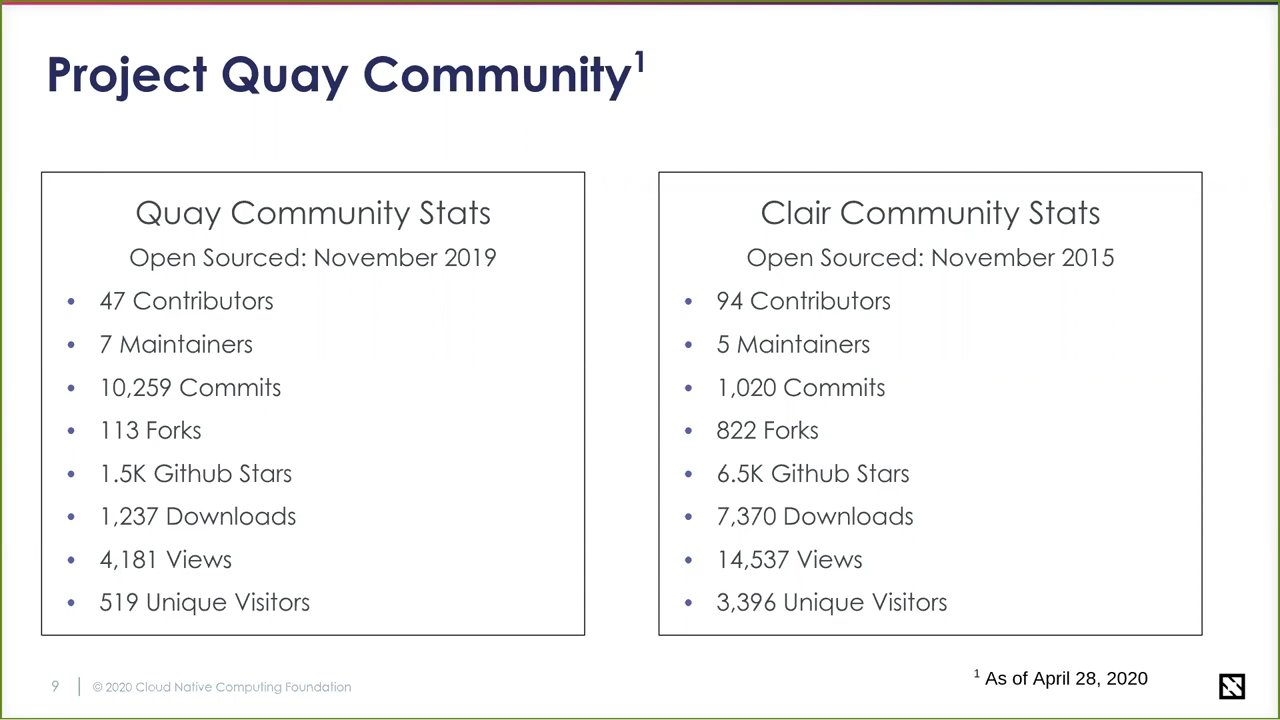 Project Quay Community¹
Quay Community Stats
Open Sourced: November 2019
• 47 Contributors
• 7 Maintainers
• 10,259 Commits
• 113 Forks
• 1.5K Github Stars
• 1,237 Downloads
• 4,181 Views
• 519 Unique Visitors
Clair Community Stats
Open Sourced: November 2015
• 94 Contributors
• 5 Maintainers
• 1,020 Commits
• 822 Forks
• 6.5K Github Stars
• 7,370 Downloads
• 14,537 Views
• 3,396 Unique Visitors
¹ As of April 28, 2020
9 | © 2020 Cloud Native Computing Foundation